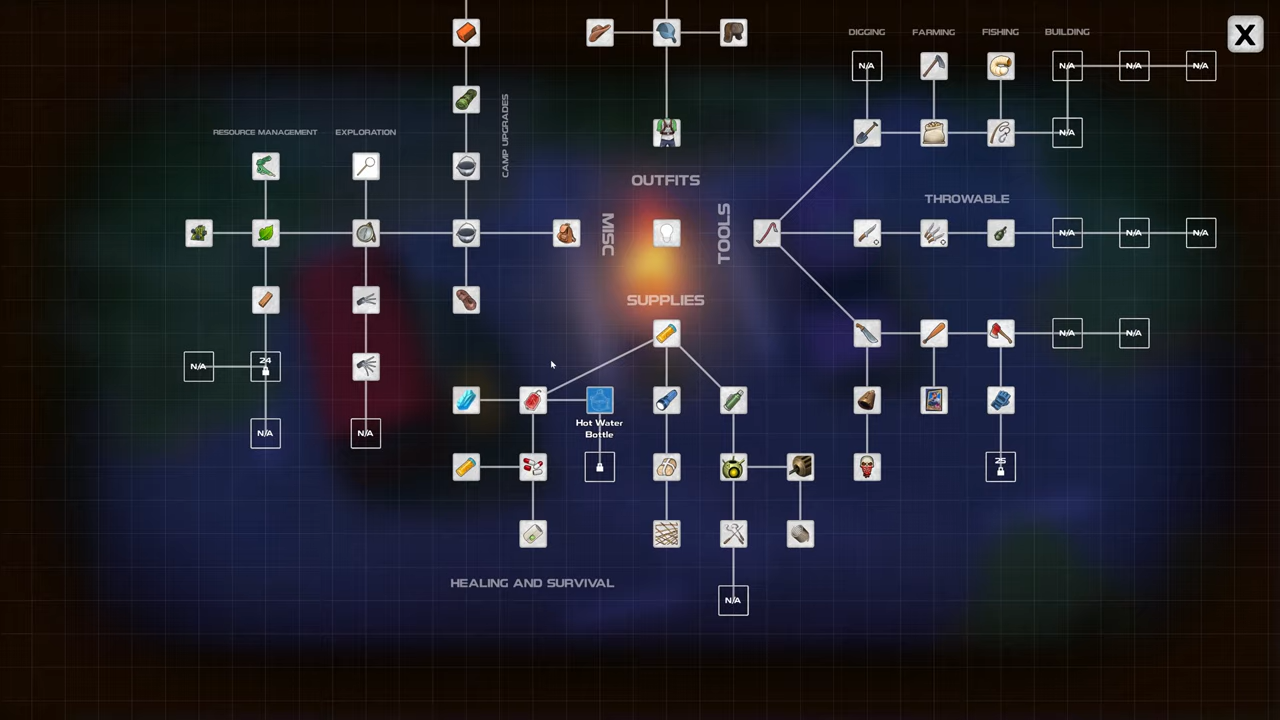 DIGGING FARMING FISHING BUILDING
X
N/A N/A N/A N/A
CAMP UPGRADES
RESOURCE MANAGEMENT EXPLORATION
N/A
OUTFITS
THROWABLE
MISC
TOOLS
N/A N/A N/A
SUPPLIES
N/A N/A
N/A 24
Hot Water
Bottle
N/A N/A
25
HEALING AND SURVIVAL
N/A